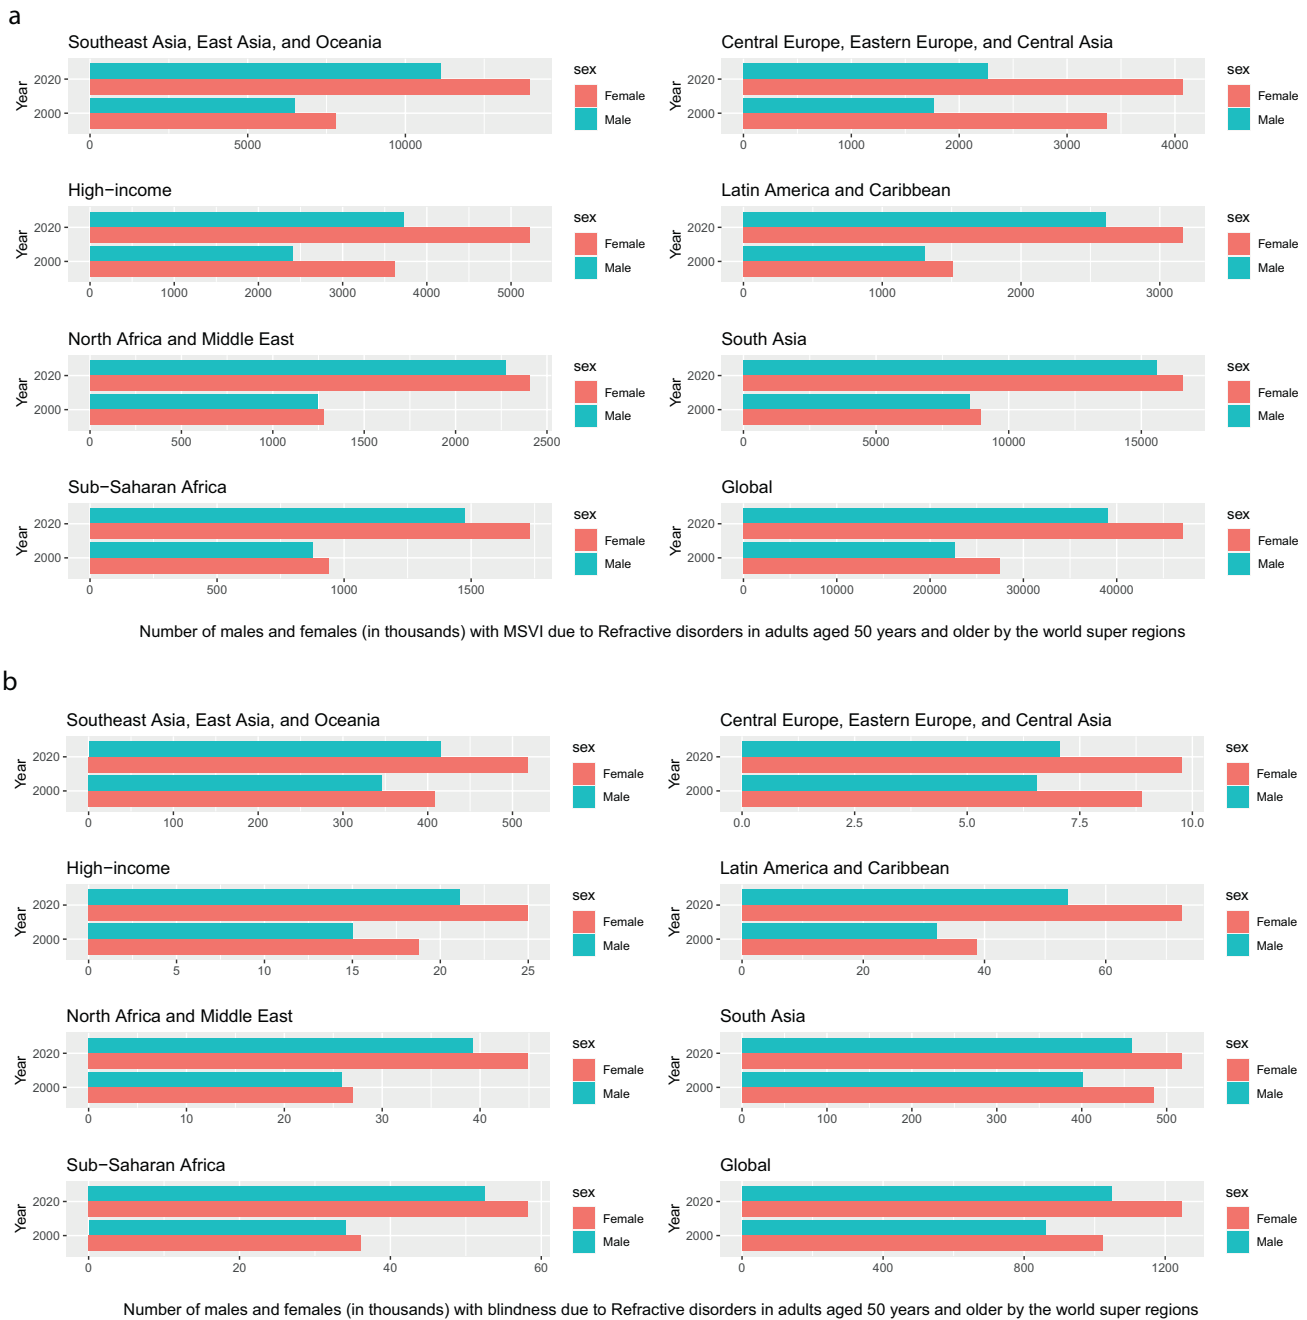 a
Southeast Asia, East Asia, and Oceania
Year
2020
2000
0 5000 10000
sex
Female
Male
Central Europe, Eastern Europe, and Central Asia
Year
2020
2000
0 1000 2000 3000 4000
sex
Female
Male
High−income
Year
2020
2000
0 1000 2000 3000 4000 5000
sex
Female
Male
Latin America and Caribbean
Year
2020
2000
0 1000 2000 3000
sex
Female
Male
North Africa and Middle East
Year
2020
2000
0 500 1000 1500 2000 2500
sex
Female
Male
South Asia
Year
2020
2000
0 5000 10000 15000
sex
Female
Male
Sub−Saharan Africa
Year
2020
2000
0 500 1000 1500
sex
Female
Male
Global
Year
2020
2000
0 10000 20000 30000 40000
sex
Female
Male
Number of males and females (in thousands) with MSVI due to Refractive disorders in adults aged 50 years and older by the world super regions
b
Southeast Asia, East Asia, and Oceania
Year
2020
2000
0 100 200 300 400 500
sex
Female
Male
Central Europe, Eastern Europe, and Central Asia
Year
2020
2000
0.0 2.5 5.0 7.5 10.0
sex
Female
Male
High−income
Year
2020
2000
0 5 10 15 20 25
sex
Female
Male
Latin America and Caribbean
Year
2020
2000
0 20 40 60
sex
Female
Male
North Africa and Middle East
Year
2020
2000
0 10 20 30 40
sex
Female
Male
South Asia
Year
2020
2000
0 100 200 300 400 500
sex
Female
Male
Sub−Saharan Africa
Year
2020
2000
0 20 40 60
sex
Female
Male
Global
Year
2020
2000
0 400 800 1200
sex
Female
Male
Number of males and females (in thousands) with blindness due to Refractive disorders in adults aged 50 years and older by the world super regions